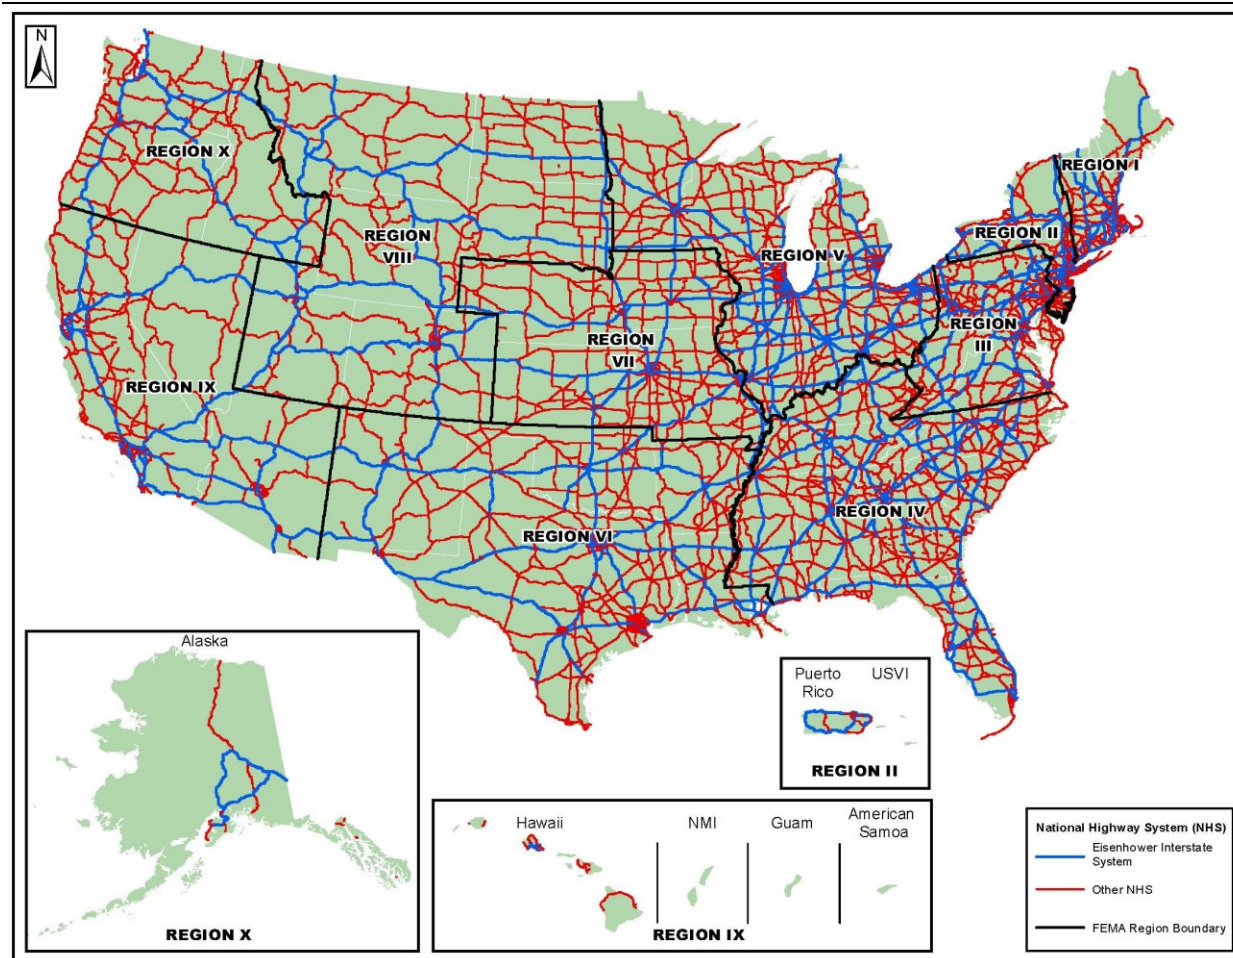 N
REGION X
REGION I
REGION II
REGION
VIII
REGION V
REGION
III
REGION
VII
REGION IX
REGION IV
REGION VI
Alaska
REGION X
Puerto
Rico
USVI
REGION II
Hawaii
NMI
Guam
American
Samoa
REGION IX
National Highway System (NHS)
Eisenhower Interstate
System
Other NHS
FEMA Region Boundary